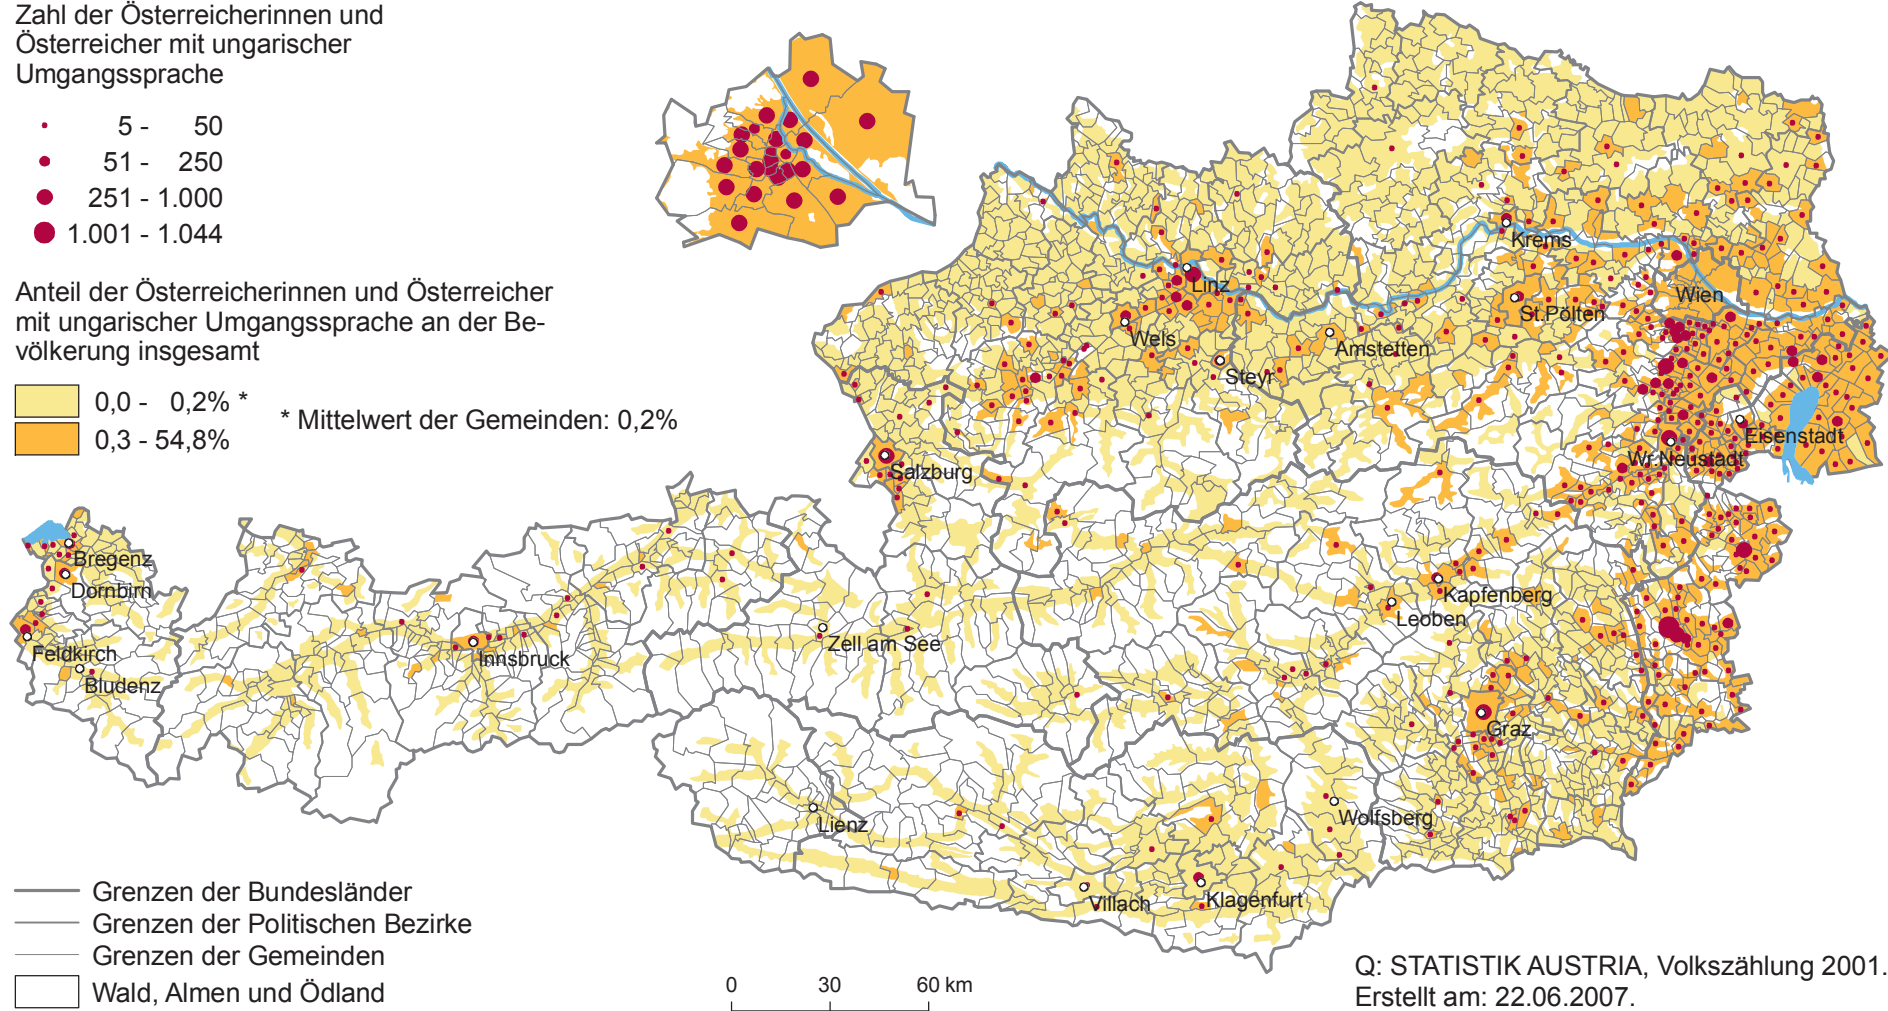 Zahl der Österreicherinnen und
Österreicher mit ungarischer
Umgangssprache
5 - 50
51 - 250
251 - 1.000
1.001 - 1.044
Anteil der Österreicherinnen und Österreicher
mit ungarischer Umgangssprache an der Be-
völkerung insgesamt
0,0 - 0,2% *
0,3 - 54,8%
* Mittelwert der Gemeinden: 0,2%
Krems
Linz
Wien
St.Pölten
Wels
Amstetten
Steyr
Eisenstadt
Wr.Neustadt
Salzburg
Bregenz
Dornbirn
Kapfenberg
Leoben
Zell am See
Feldkirch
Innsbruck
Bludenz
Graz
Lienz
Wolfsberg
Villach
Klagenfurt
Grenzen der Bundesländer
Grenzen der Politischen Bezirke
Grenzen der Gemeinden
Wald, Almen und Ödland
0 30 60 km
Q: STATISTIK AUSTRIA, Volkszählung 2001.
Erstellt am: 22.06.2007.